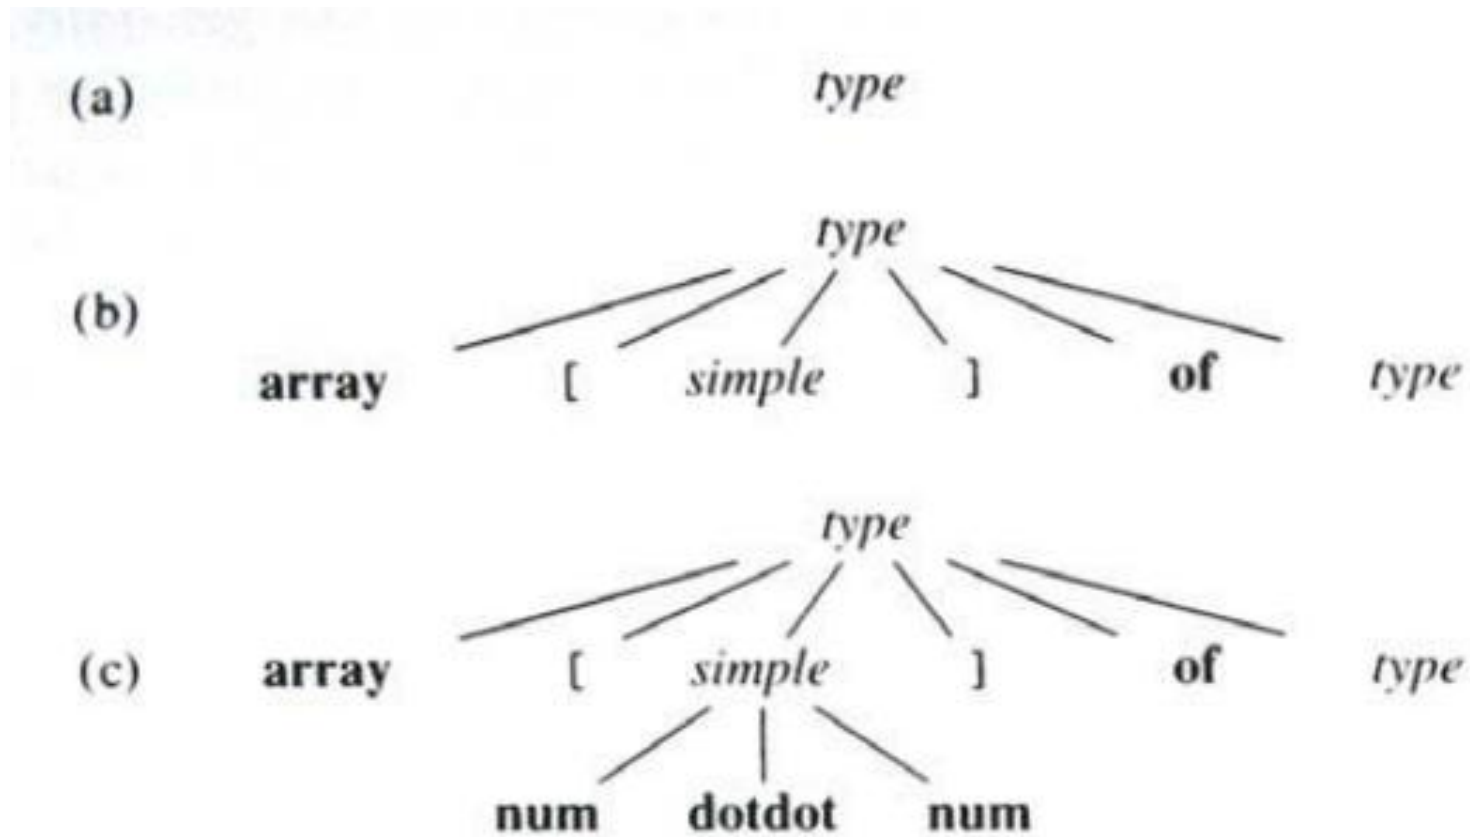 (a) type
type
(b)
array [ simple ] of type
type
(c) array [ simple ] of type
num dotdot num